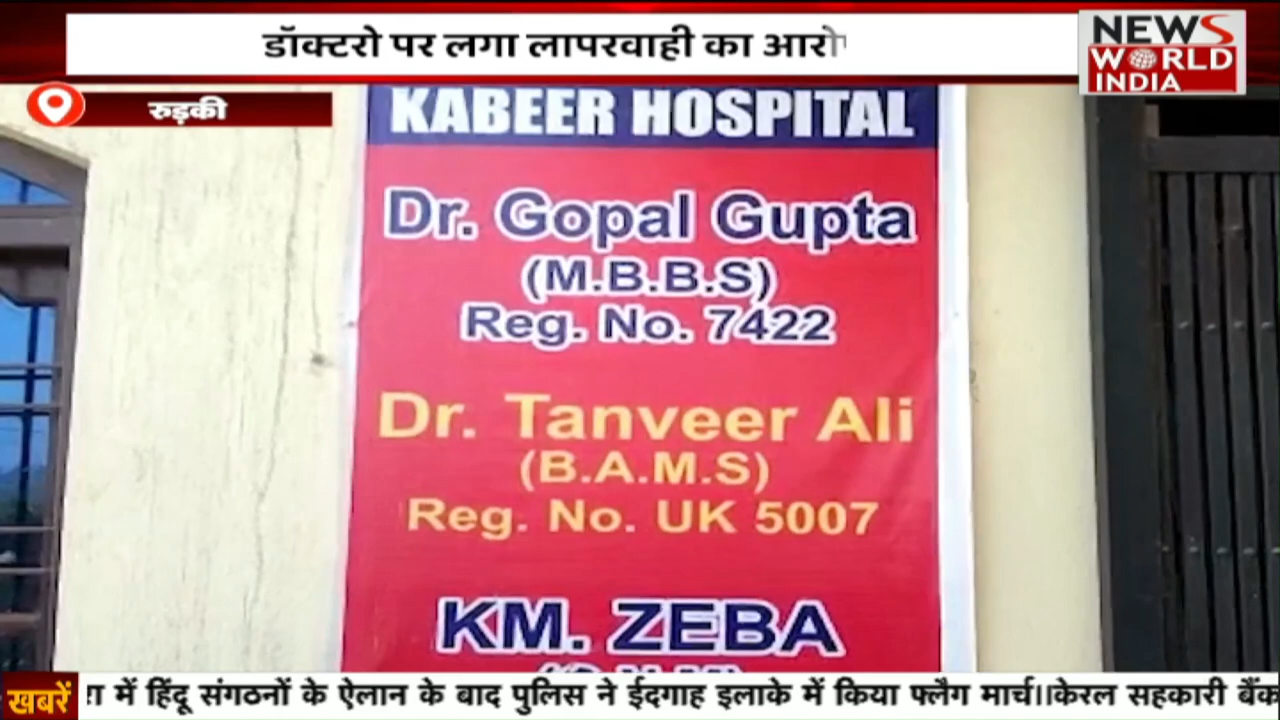 डॉक्टरो पर लगा लापरवाही का
NEWS
WORLD
INDIA
रुड़की
KABEER HOSPITAL
Dr. Gopal Gupta
(M.B.B.S)
Reg. No. 7422
Dr. Tanveer Ali
(B.A.M.S)
Reg. No. UK 5007
KM. ZEBA
खबरें
में हिंदू संगठनों के ऐलान के बाद पुलिस ने ईदगाह इलाके में किया फ्लैग मार्च।।केरल सहकारी बैंक